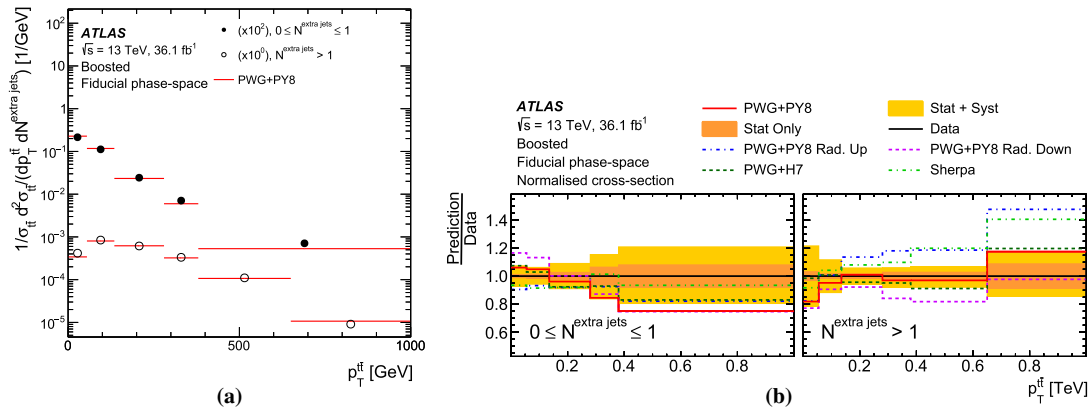 1/σ_tt̄ d²σ_tt̄/(dp_T^tt̄ dN^extra jets) [1/GeV]
10⁻¹
10⁻²
10⁻³
10⁻⁴
10⁻⁵
1
10
10²
ATLAS
√s = 13 TeV, 36.1 fb⁻¹
Boosted
Fiducial phase-space
(x10²), 0 ≤ N^extra jets ≤ 1
(x10⁰), N^extra jets > 1
PWG+PY8
0
500
1000
p_T^tt̄ [GeV]
(a)
ATLAS
√s = 13 TeV, 36.1 fb⁻¹
Boosted
Fiducial phase-space
Normalised cross-section
PWG+PY8
Stat Only
PWG+PY8 Rad. Up
PWG+H7
Stat + Syst
Data
PWG+PY8 Rad. Down
Sherpa
Prediction
Data
1.4
1.2
1.0
0.8
0.6
0 ≤ N^extra jets ≤ 1
N^extra jets > 1
0.2 0.4 0.6 0.8
0.2 0.4 0.6 0.8
p_T^tt̄ [TeV]
(b)